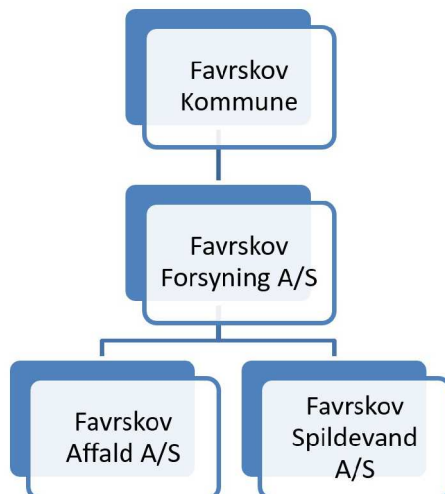 Favrskov
Kommune
Favrskov
Forsyning A/S
Favrskov
Affald A/S
Favrskov
Spildevand
A/S